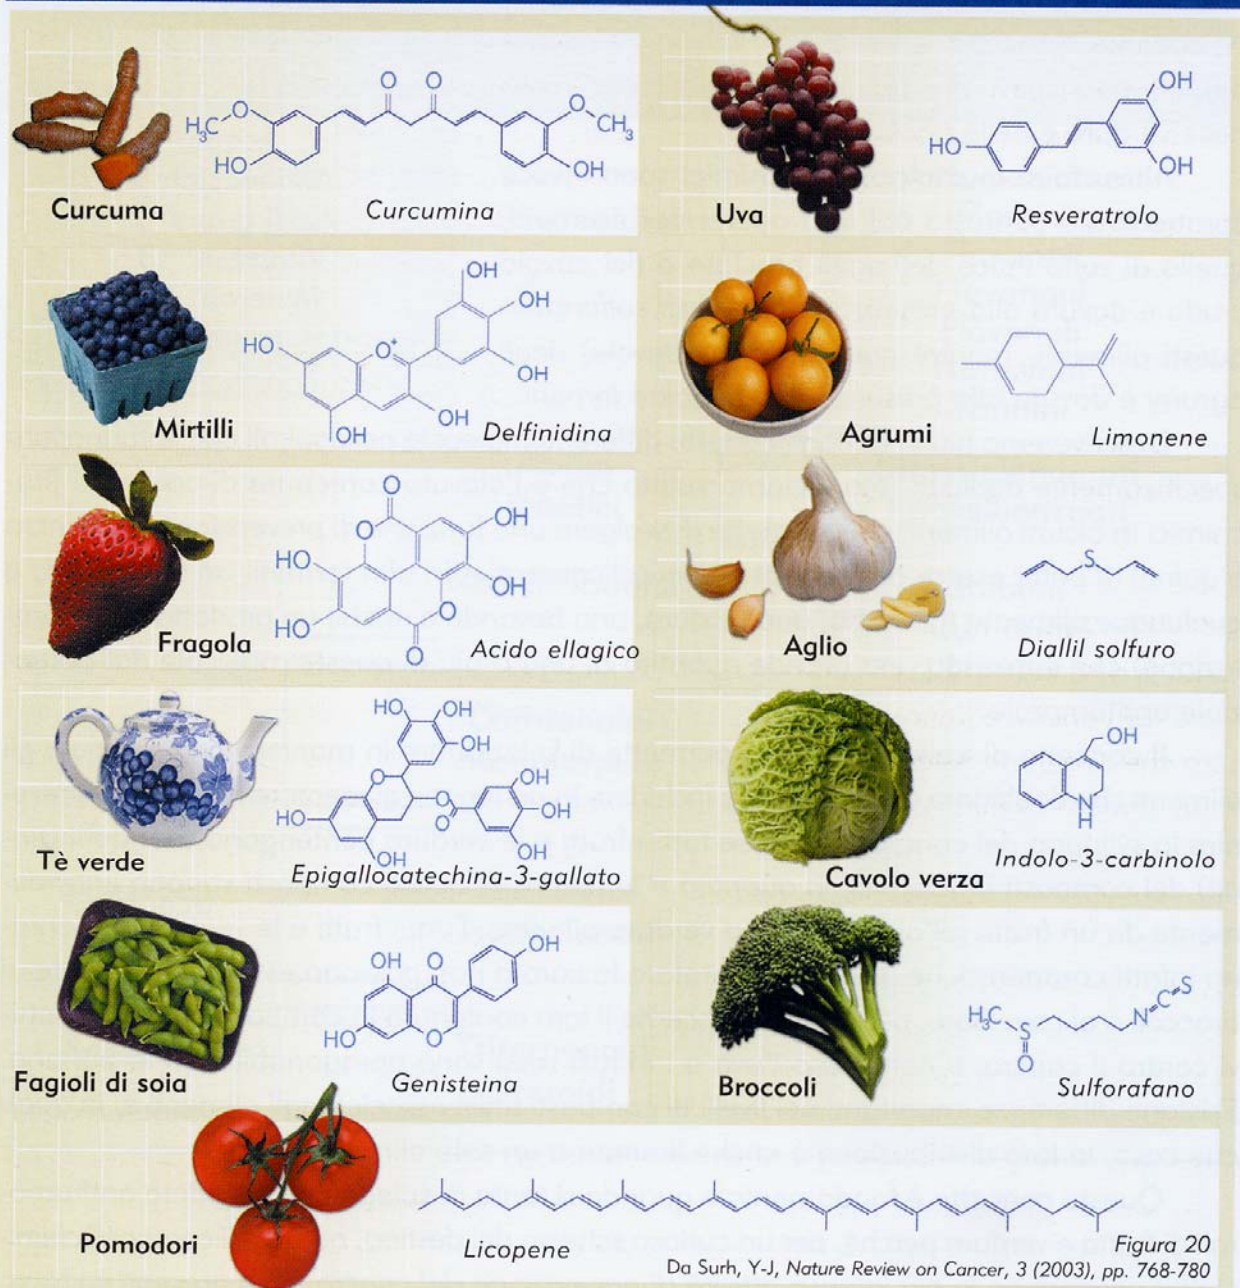 Curcuma
Curcumina
Uva
Resveratrolo
Mirtilli
Delfinidina
Agrumi
Limonene
Fragola
Acido ellagico
Aglio
Diallil solfuro
Tè verde
Epigallocatechina-3-gallato
Cavolo verza
Indolo-3-carbinolo
Fagioli di soia
Genisteina
Broccoli
Sulforafano
Pomodori
Licopene
Figura 20
Da Surh, Y-J, Nature Review on Cancer, 3 (2003), pp. 768-780